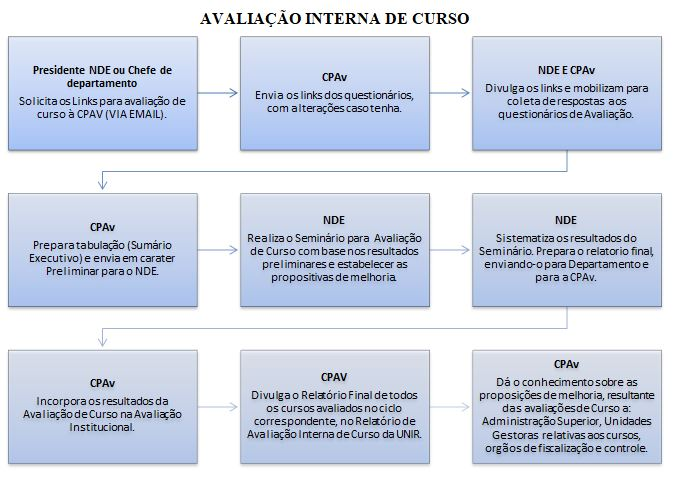 AVALIAÇÃO INTERNA DE CURSO
Presidente NDE ou Chefe de
departamento
Solicita os Links para avaliação de
curso à CPAV (VIA EMAIL).
CPAv
Envia os links dos questionários,
com alterações caso tenha.
NDE E CPAv
Divulga os links e mobilizam para
coleta de respostas aos
questionários de Avaliação.
CPAv
Prepara tabulação (Sumário
Executivo) e envia em carater
Preliminar para o NDE.
NDE
Realiza o Seminário para Avaliação
de Curso com base nos resultados
preliminares e estabelecer as
propositivas de melhoria.
NDE
Sistematiza os resultados do
Seminário. Prepara o relatorio final,
enviando-o para Departamento e
para a CPAv.
CPAv
Incorpora os resultados da
Avaliação de Curso na Avaliação
Institucional.
CPAV
Divulga o Relatório Final de todos
os cursos avaliados no ciclo
correspondente, no Relatório de
Avaliação Interna de Curso da UNIR.
CPAv
Dá o conhecimento sobre as
proposições de melhoria, resultante
das avaliações de Curso a:
Administração Superior, Unidades
Gestoras relativas aos cursos,
orgãos de fiscalização e controle.